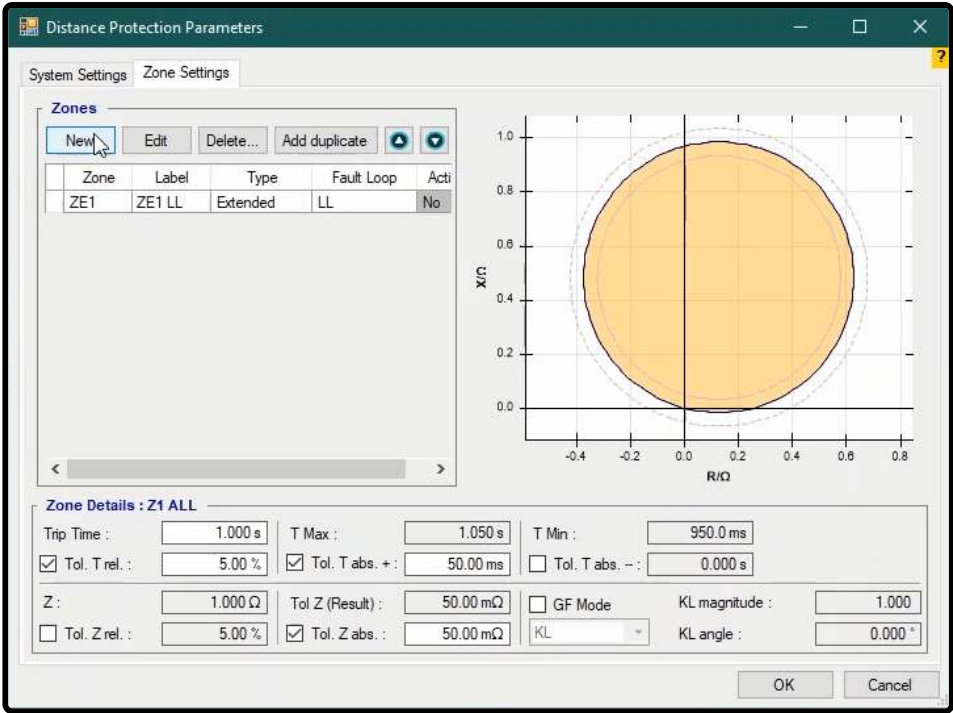 Distance Protection Parameters
?
System Settings Zone Settings
Zones
New Edit Delete... Add duplicate
Zone Label Type Fault Loop Acti
ZE1 ZE1 LL Extended LL No
1.0
0.8
0.6
0.4
0.2
0.0
X/Ω
-0.4 -0.2 0.0 0.2 0.4 0.6 0.8
R/Ω
Zone Details : Z1 ALL
Trip Time : 1.000 s T Max : 1.050 s T Min : 950.0 ms
Tol. T rel. : 5.00 % Tol. T abs. + : 50.00 ms Tol. T abs. -- : 0.000 s
Z : 1.000 Ω Tol Z (Result) : 50.00 mΩ GF Mode KL magnitude : 1.000
Tol. Z rel. : 5.00 % Tol. Z abs. : 50.00 mΩ KL KL angle : 0.000 °
OK Cancel